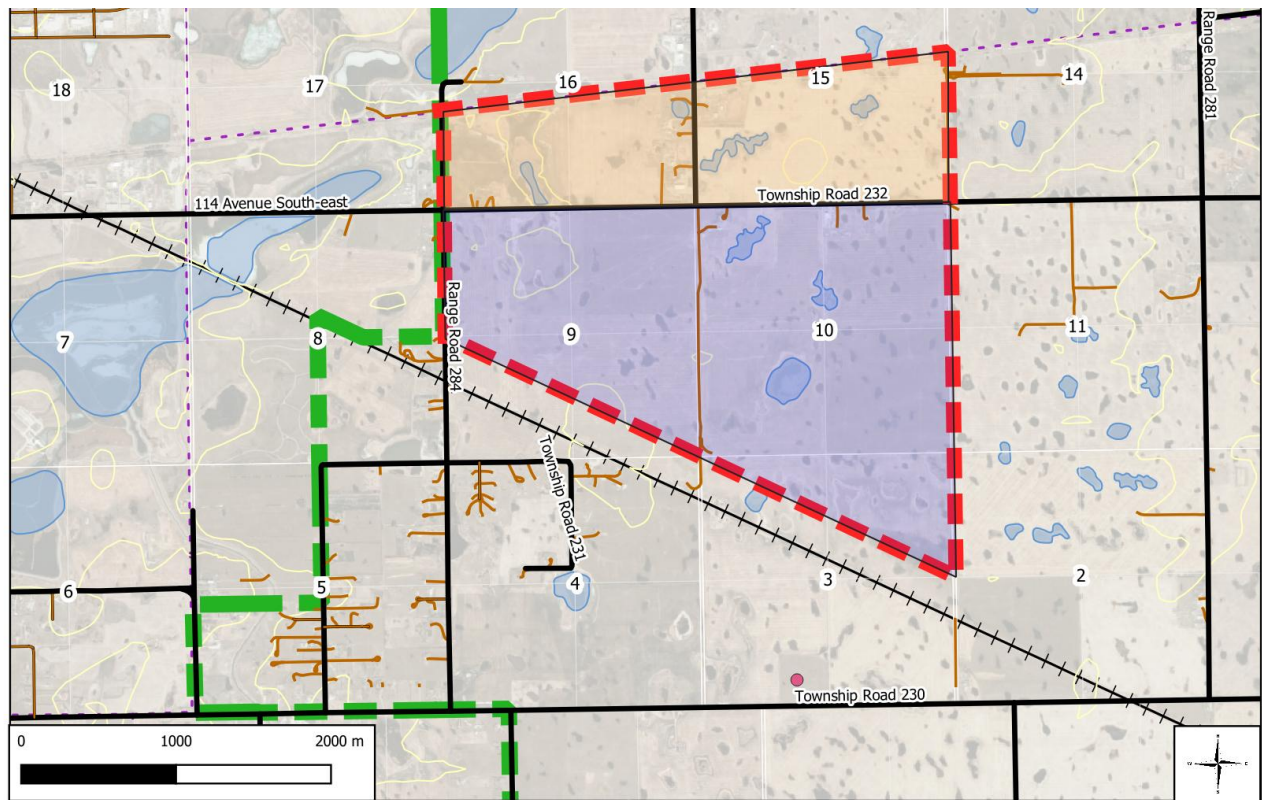 Range Road 281
18
17
16
15
14
114 Avenue South-east
Township Road 232
7
8
Range Road 284
9
10
11
Township Road 231
6
5
4
3
2
Township Road 230
0 1000 2000 m